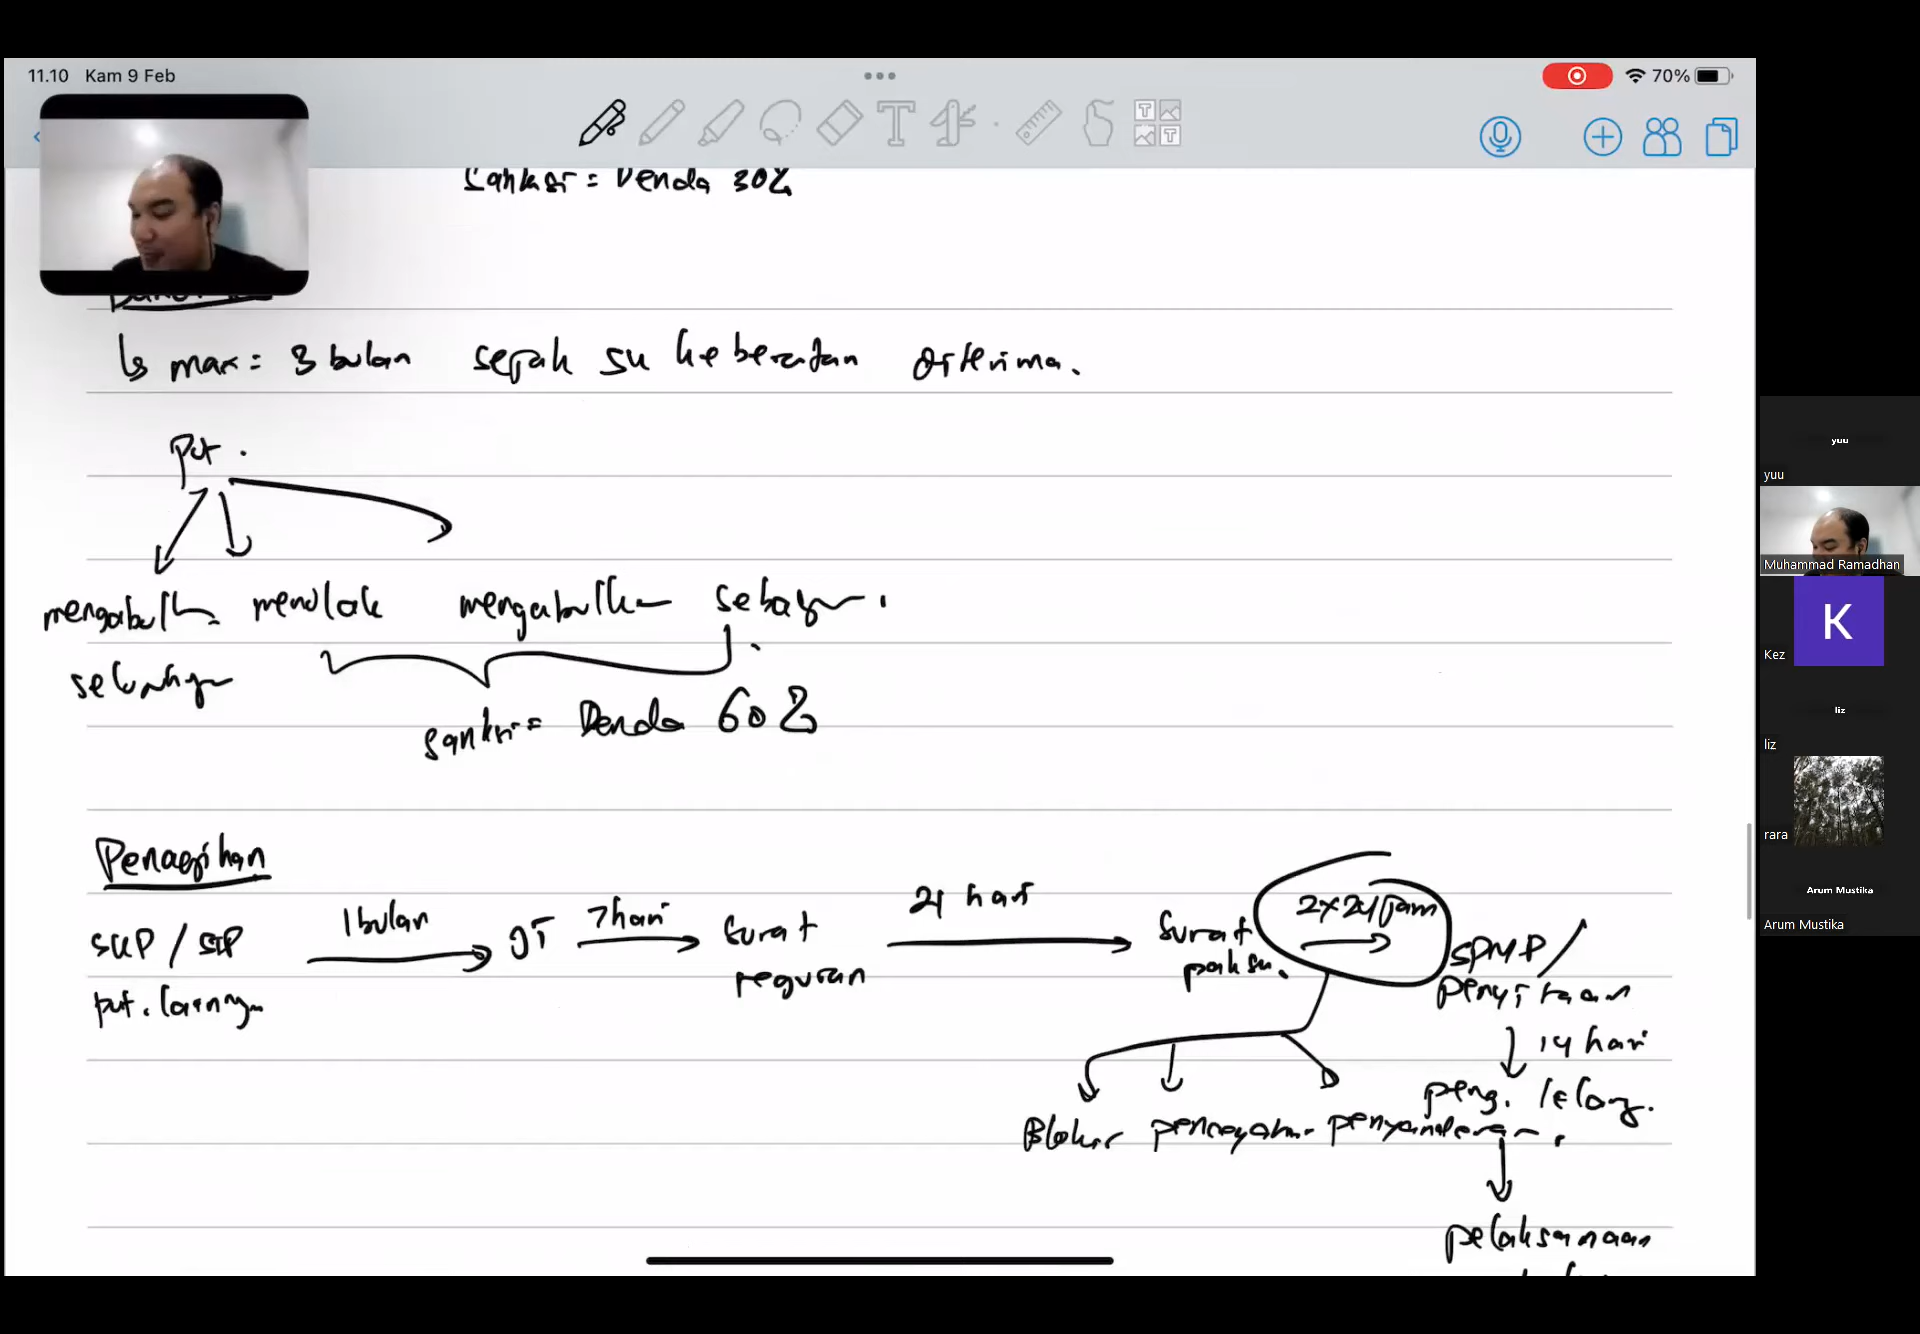 11.10 Kam 9 Feb
70%
Sanksi = Denda 30%
↳ max = 3 bulan sejak SK keberatan diterima.
Put.
mengabulkan menolak mengabulkan sebagian.
seluruhnya
sanksi = Denda 60%
Penagihan
1 bulan 7 hari 21 hari 2x24 jam
SKP / STP JT Surat Surat SPMP /
put. lainnya teguran paksa. penyitaan
14 hari
peng. lelang.
Blokir pencegahan penyanderaan.
pelaksanaan
yuu
yuu
Muhammad Ramadhan
K
Kez
liz
liz
rara
Arum Mustika
Arum Mustika